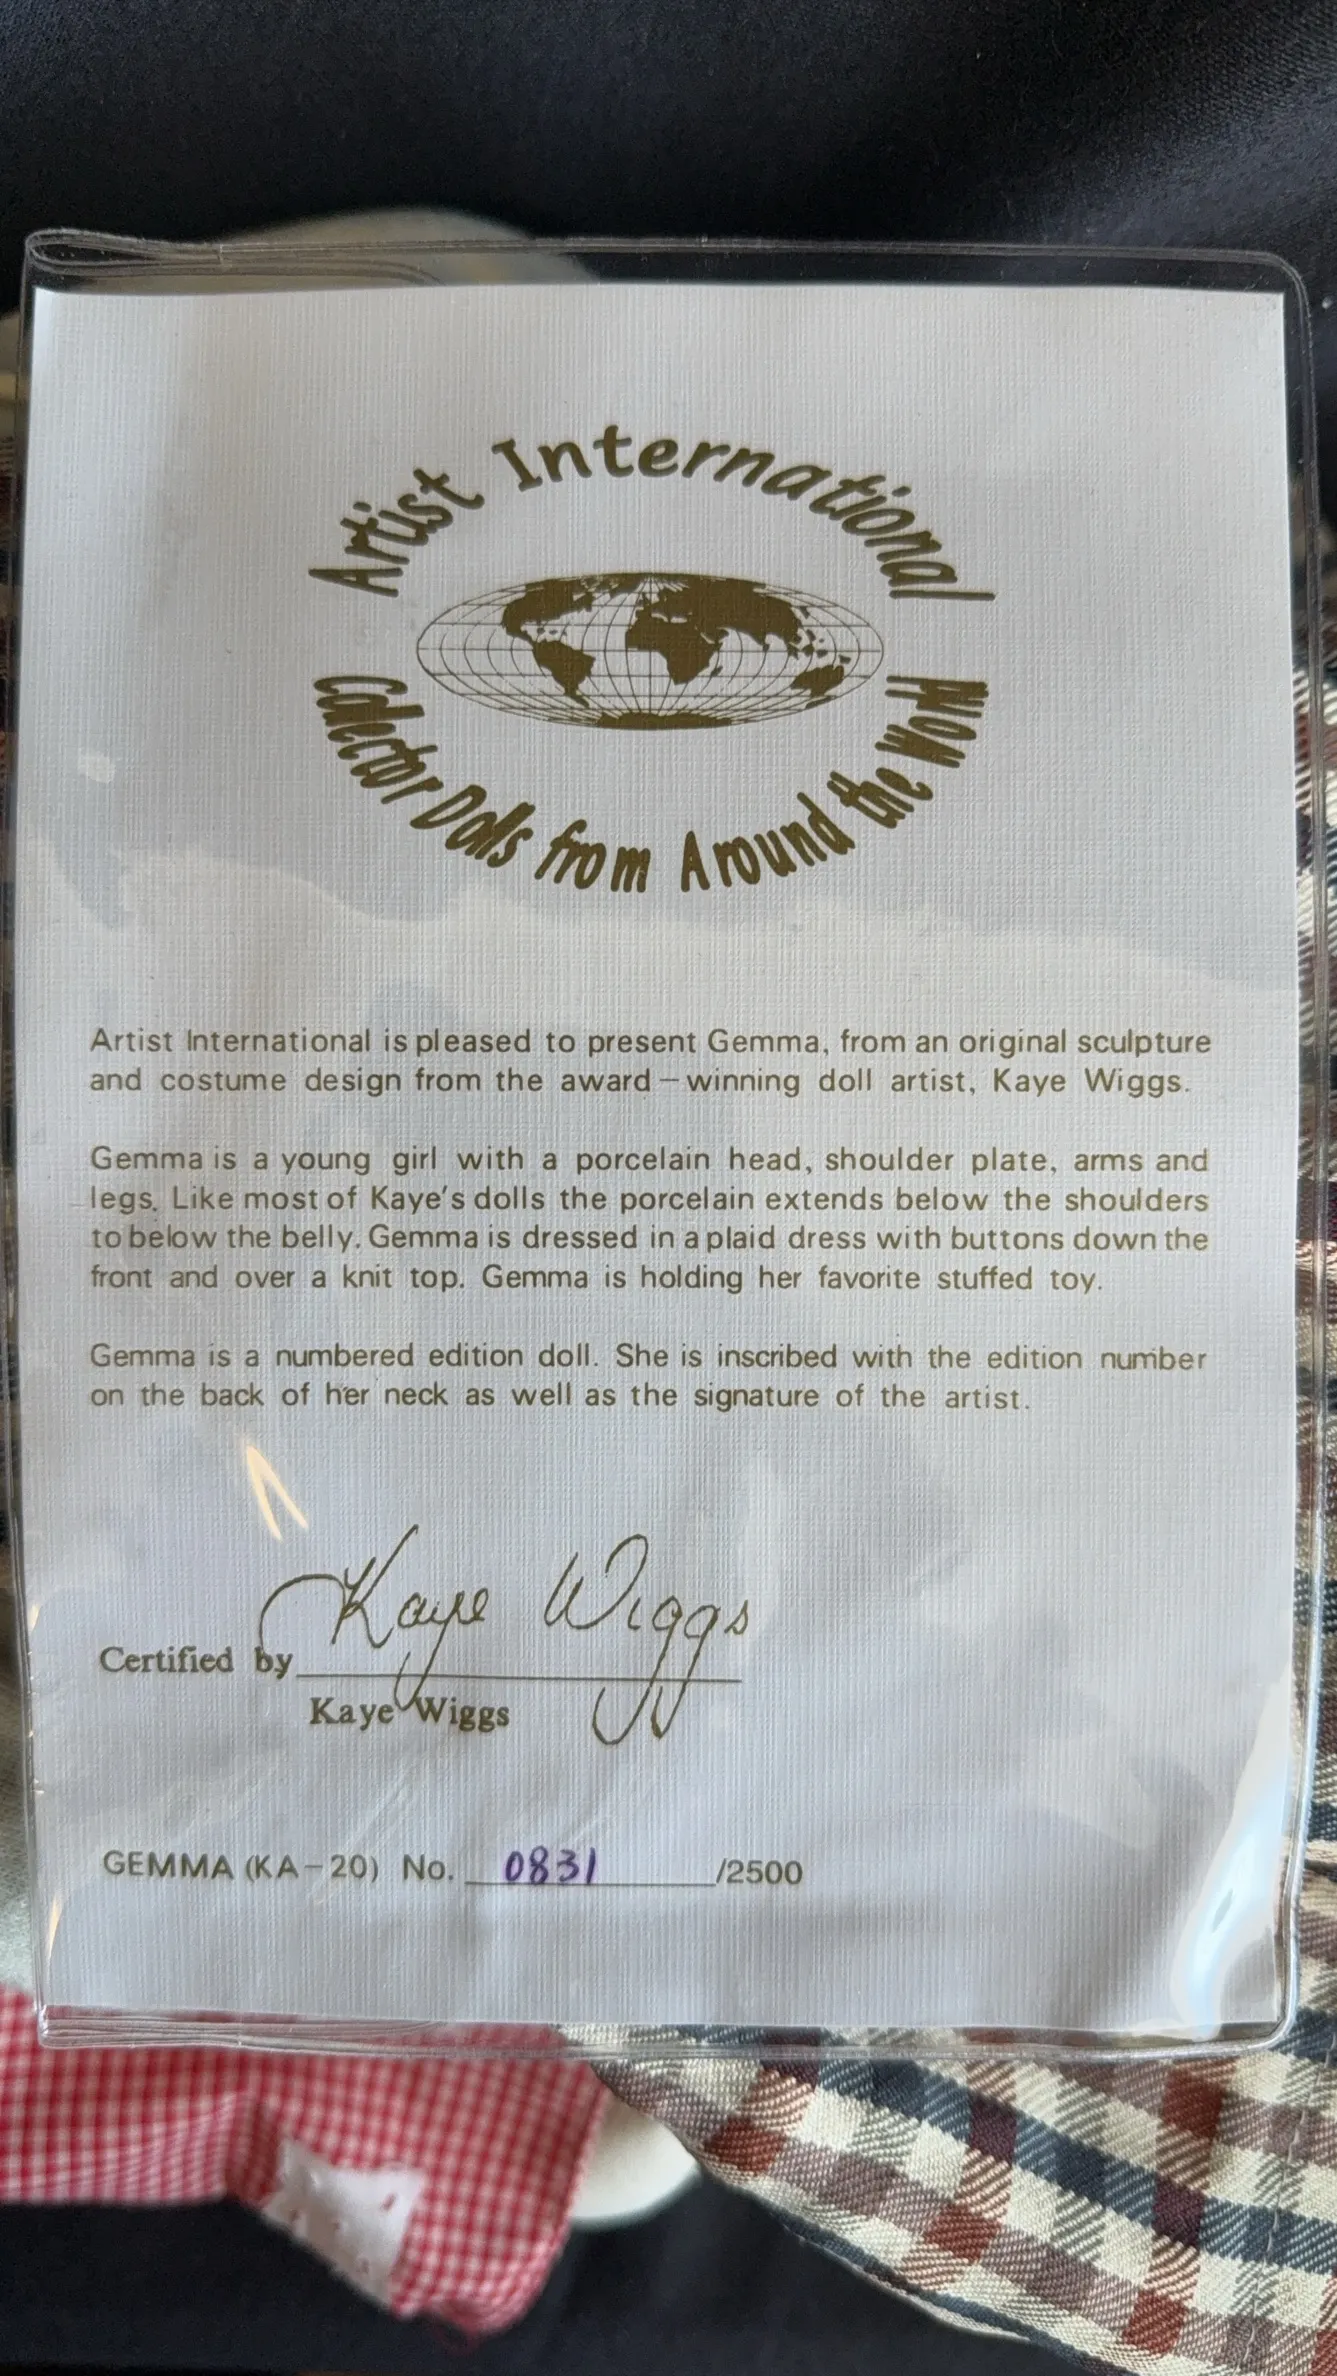 Artist International
Collector Dolls from Around the World
Artist International is pleased to present Gemma, from an original sculpture
and costume design from the award-winning doll artist, Kaye Wiggs.
Gemma is a young girl with a porcelain head, shoulder plate, arms and
legs. Like most of Kaye's dolls the porcelain extends below the shoulders
to below the belly. Gemma is dressed in a plaid dress with buttons down the
front and over a knit top. Gemma is holding her favorite stuffed toy.
Gemma is a numbered edition doll. She is inscribed with the edition number
on the back of her neck as well as the signature of the artist.
Kaye Wiggs
Certified by
Kaye Wiggs
GEMMA (KA-20) No. 0831 /2500